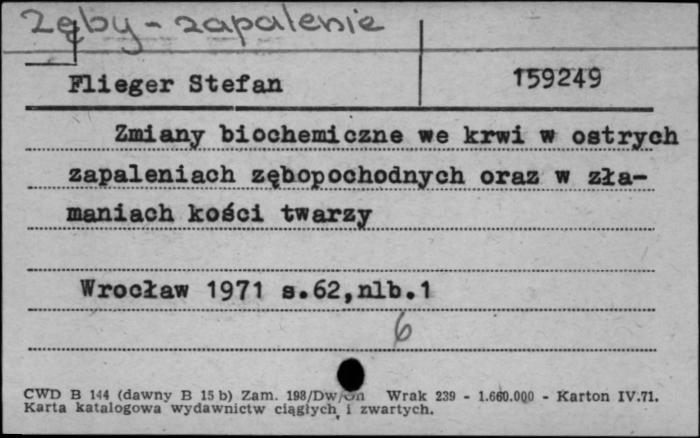 Zęby - zapalenie
Flieger Stefan 159249
Zmiany biochemiczne we krwi w ostrych
zapaleniach zębopochodnych oraz w zła-
maniach kości twarzy
Wrocław 1971 s.62,nlb.1
6
CWD B 144 (dawny B 15 b) Zam. 198/Dw/ Wrak 239 - 1.660.000 - Karton IV.71.
Karta katalogowa wydawnictw ciągłych i zwartych.